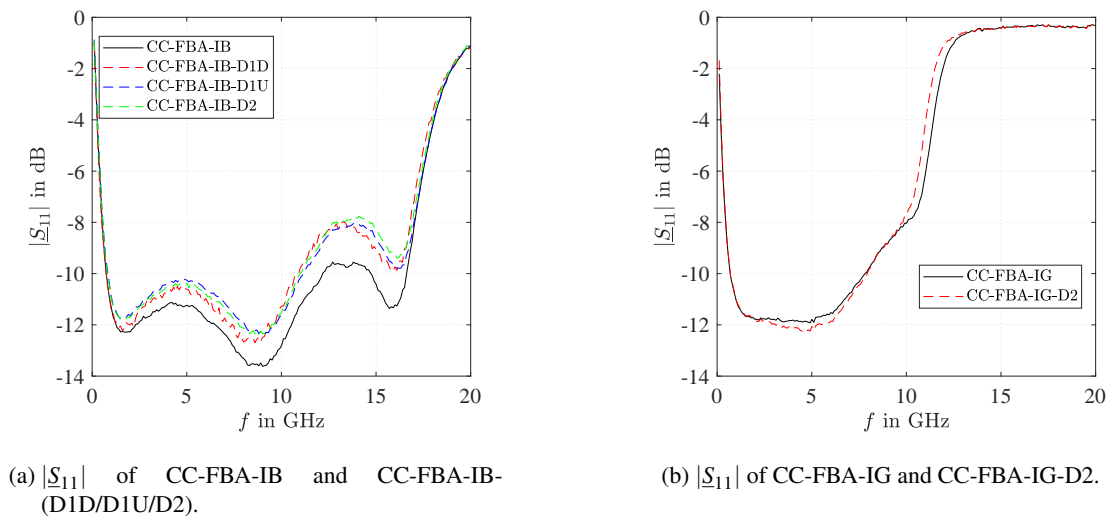 0
-2
-4
-6
-8
-10
-12
-14
|S₁₁| in dB
0 5 10 15 20
f in GHz
CC-FBA-IB
CC-FBA-IB-D1D
CC-FBA-IB-D1U
CC-FBA-IB-D2
(a) |S₁₁| of CC-FBA-IB and CC-FBA-IB-
(D1D/D1U/D2).
0
-2
-4
-6
-8
-10
-12
-14
|S₁₁| in dB
0 5 10 15 20
f in GHz
CC-FBA-IG
CC-FBA-IG-D2
(b) |S₁₁| of CC-FBA-IG and CC-FBA-IG-D2.